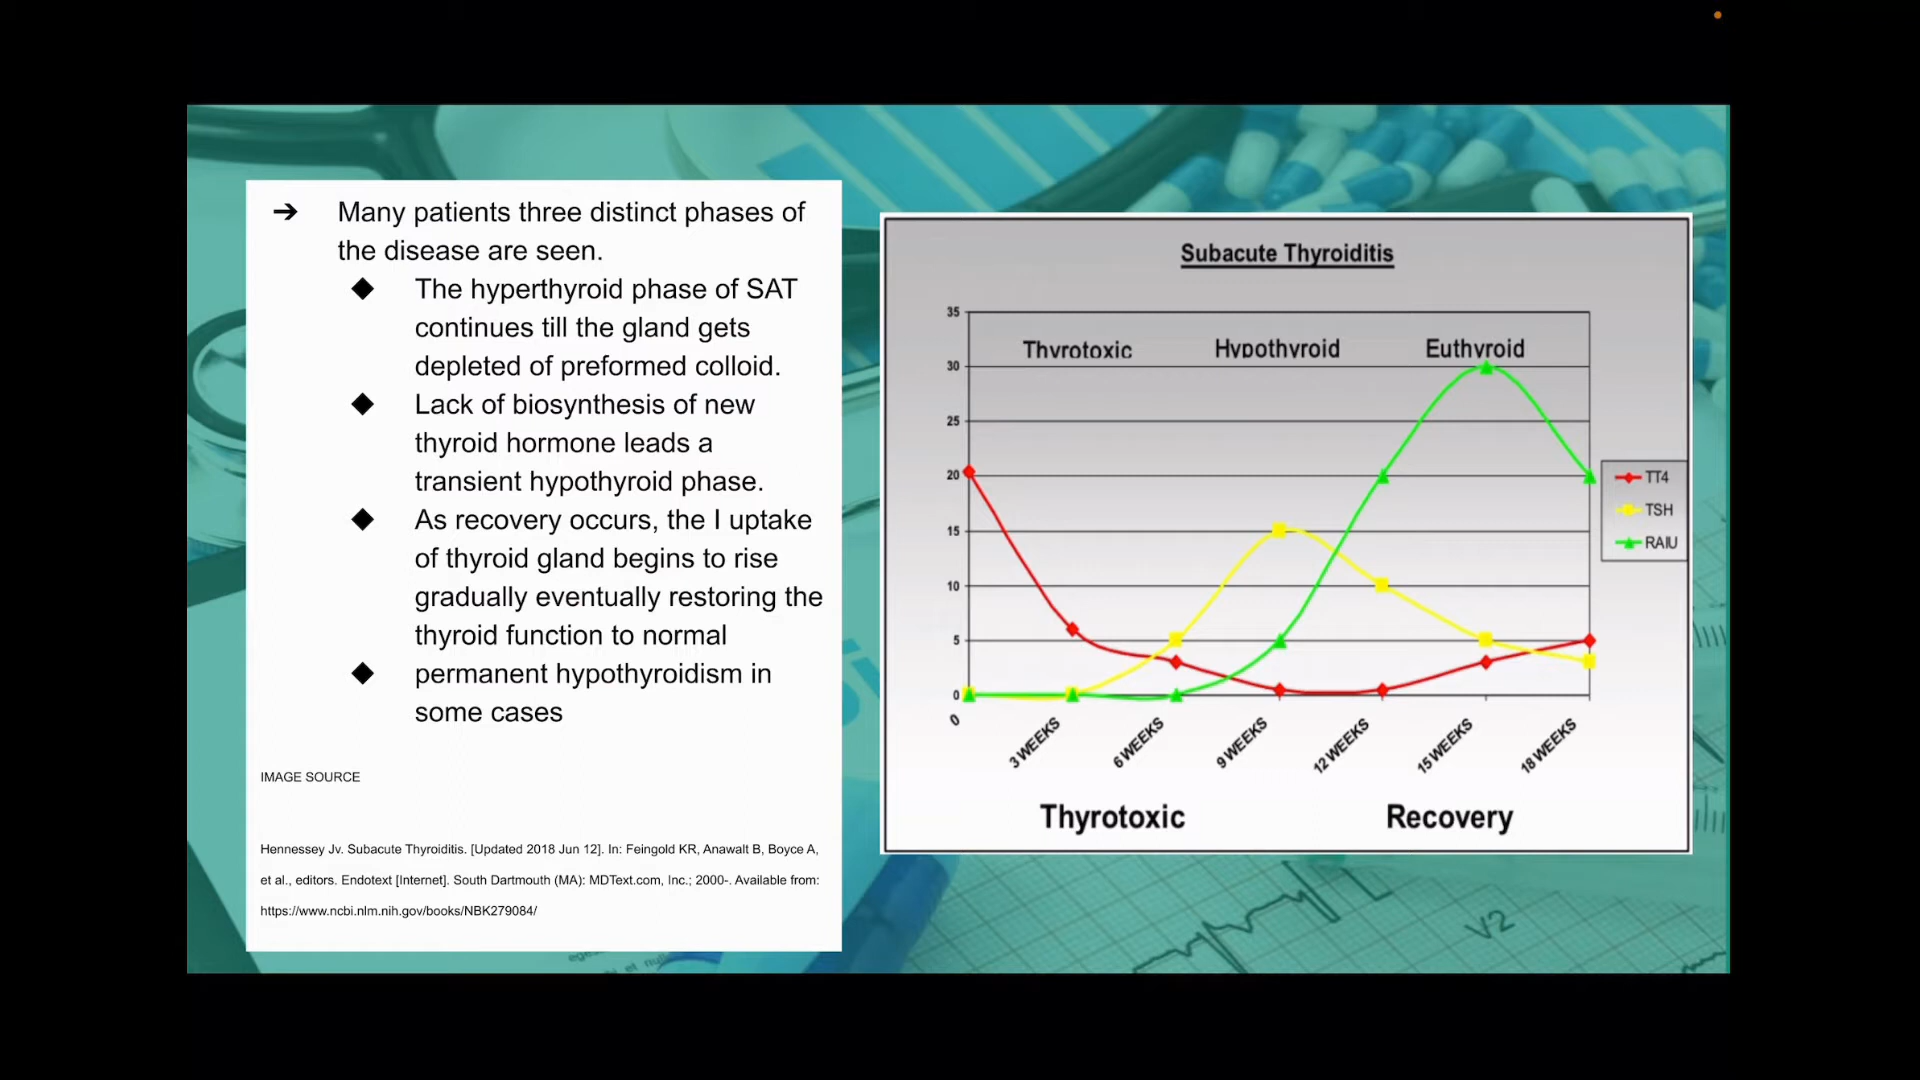 ➔ Many patients three distinct phases of
the disease are seen.
◆ The hyperthyroid phase of SAT
continues till the gland gets
depleted of preformed colloid.
◆ Lack of biosynthesis of new
thyroid hormone leads a
transient hypothyroid phase.
◆ As recovery occurs, the I uptake
of thyroid gland begins to rise
gradually eventually restoring the
thyroid function to normal
◆ permanent hypothyroidism in
some cases
IMAGE SOURCE
Hennessey Jv. Subacute Thyroiditis. [Updated 2018 Jun 12]. In: Feingold KR, Anawalt B, Boyce A,
et al., editors. Endotext [Internet]. South Dartmouth (MA): MDText.com, Inc.; 2000-. Available from:
https://www.ncbi.nlm.nih.gov/books/NBK279084/
Subacute Thyroiditis
Thyrotoxic Hypothyroid Euthyroid
35
30
25
20
15
10
5
0
0 3 WEEKS 6 WEEKS 9 WEEKS 12 WEEKS 15 WEEKS 18 WEEKS
TT4
TSH
RAIU
Thyrotoxic Recovery
V2